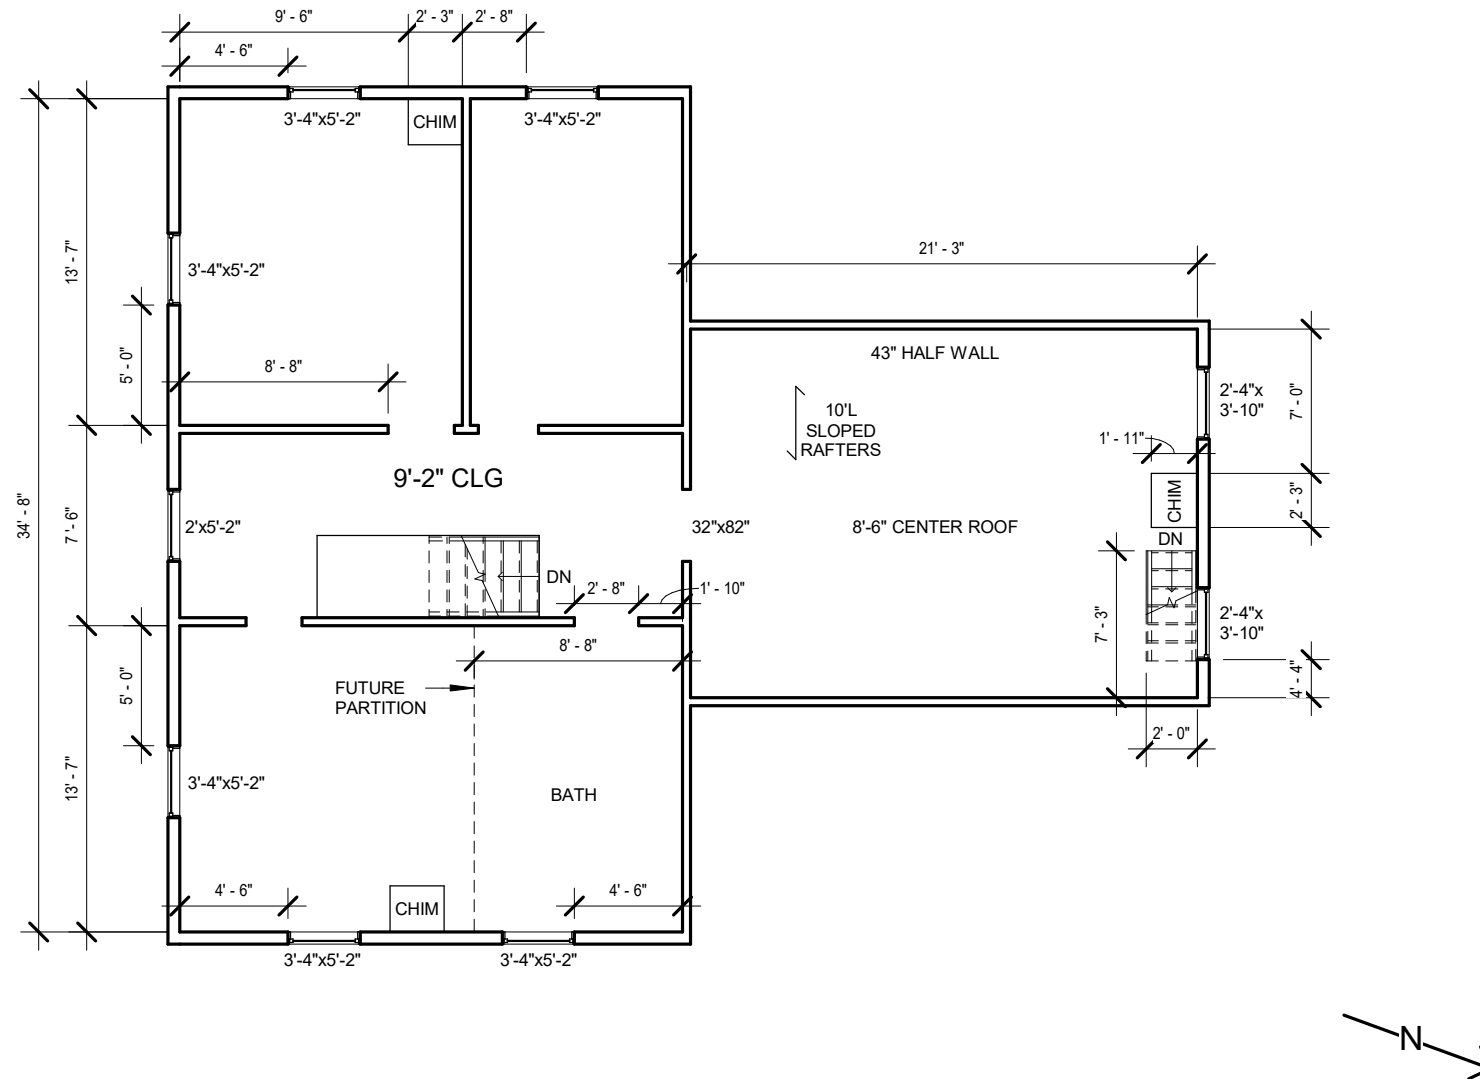 9' - 6"
2' - 3"
2' - 8"
4' - 6"
3'-4"x5'-2"
CHIM
3'-4"x5'-2"
13' - 7"
3'-4"x5'-2"
21' - 3"
5' - 0"
8' - 8"
43" HALF WALL
10'L
SLOPED
RAFTERS
2'-4"x
3'-10"
7' - 0"
1' - 11"
9'-2" CLG
34' - 8"
7' - 6"
2'x5'-2"
32"x82"
8'-6" CENTER ROOF
CHIM
2' - 3"
DN
DN
2' - 8"
1' - 10"
7' - 3"
2'-4"x
3'-10"
8' - 8"
5' - 0"
FUTURE
PARTITION
4' - 4"
2' - 0"
13' - 7"
3'-4"x5'-2"
BATH
4' - 6"
CHIM
4' - 6"
3'-4"x5'-2"
3'-4"x5'-2"
N